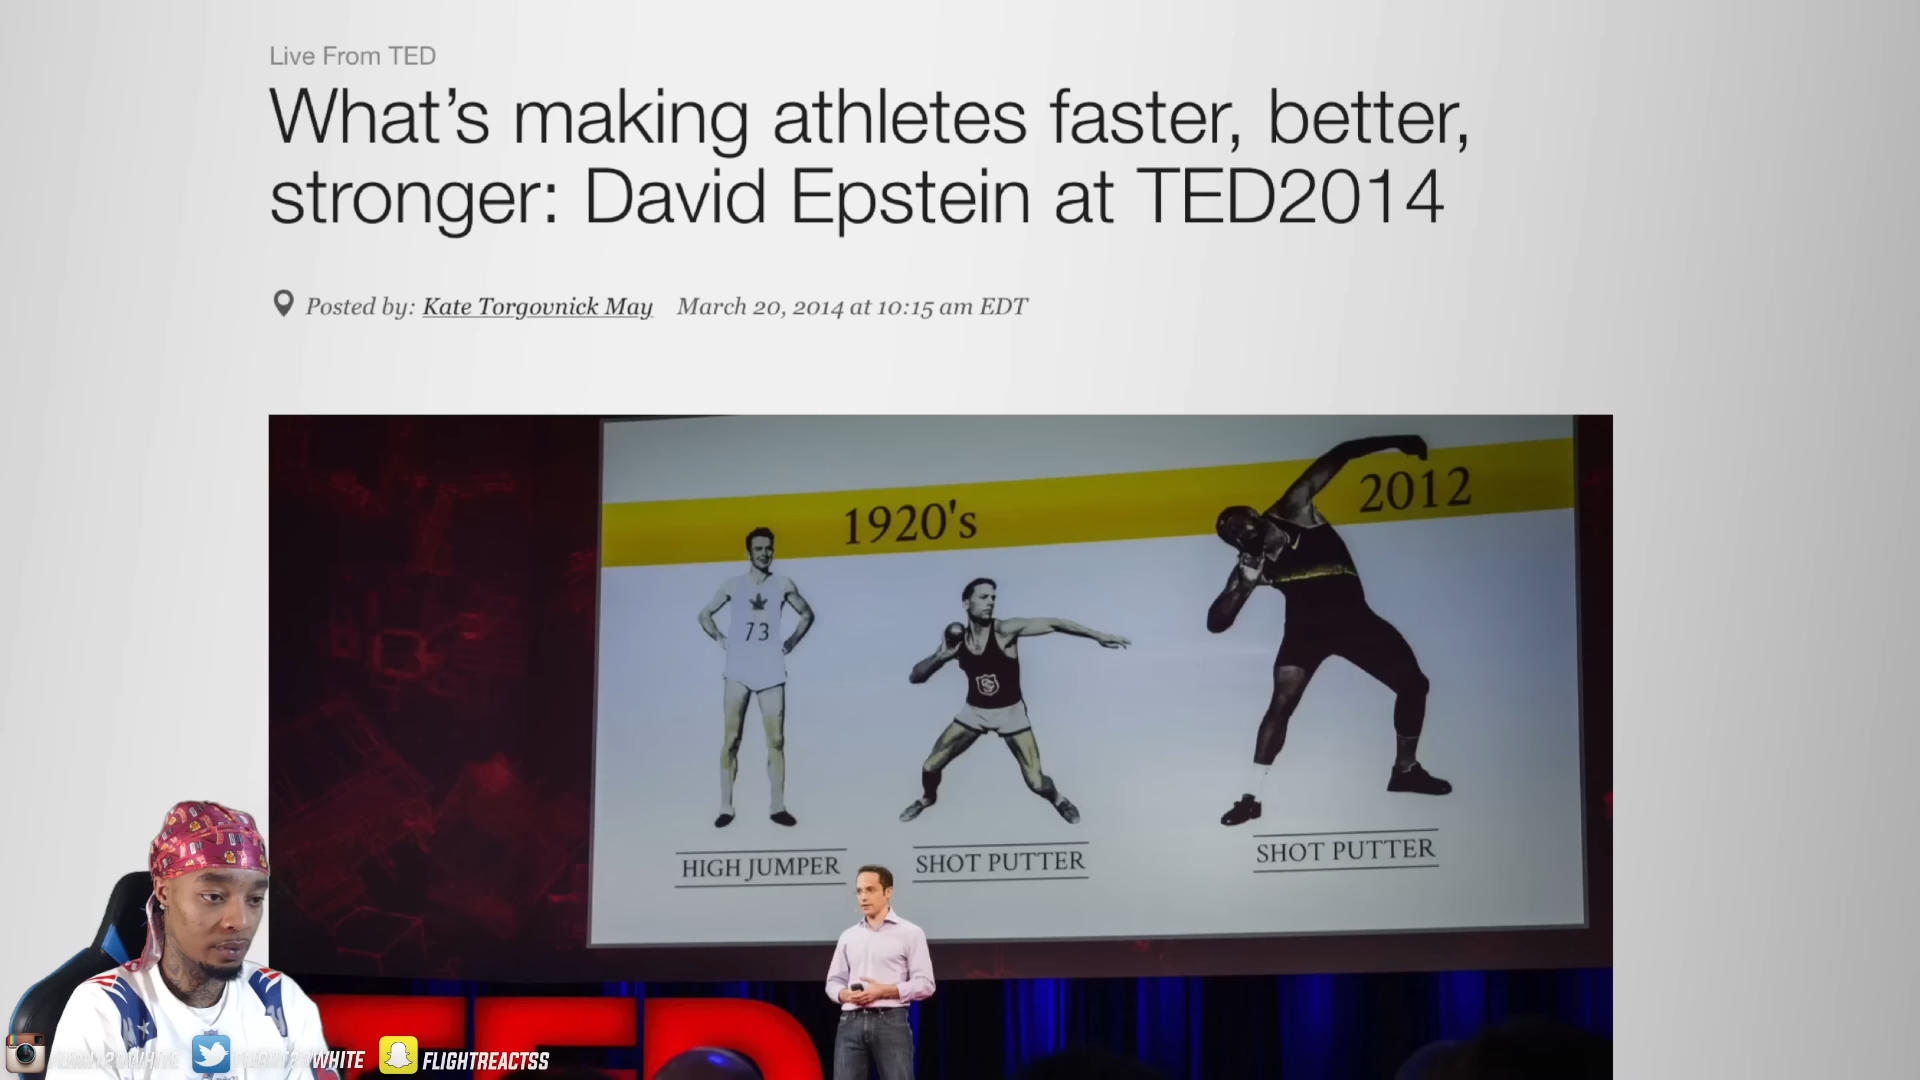 Live From TED
What's making athletes faster, better,
stronger: David Epstein at TED2014
Posted by: Kate Torgovnick May March 20, 2014 at 10:15 am EDT
1920's
2012
73
HIGH JUMPER
SHOT PUTTER
SHOT PUTTER
TED
FLIGHTREACTSS